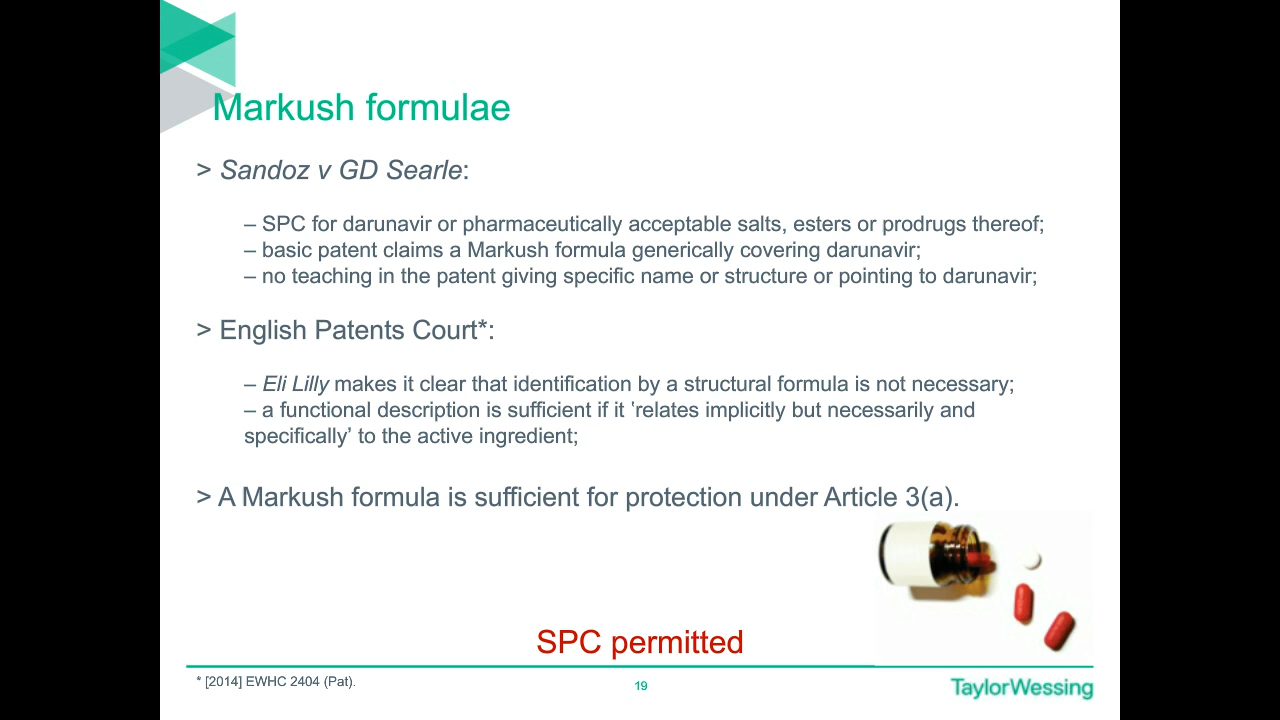 Markush formulae
> Sandoz v GD Searle:
– SPC for darunavir or pharmaceutically acceptable salts, esters or prodrugs thereof;
– basic patent claims a Markush formula generically covering darunavir;
– no teaching in the patent giving specific name or structure or pointing to darunavir;
> English Patents Court*:
– Eli Lilly makes it clear that identification by a structural formula is not necessary;
– a functional description is sufficient if it ‛relates implicitly but necessarily and
specifically’ to the active ingredient;
> A Markush formula is sufficient for protection under Article 3(a).
SPC permitted
* [2014] EWHC 2404 (Pat).
19
TaylorWessing